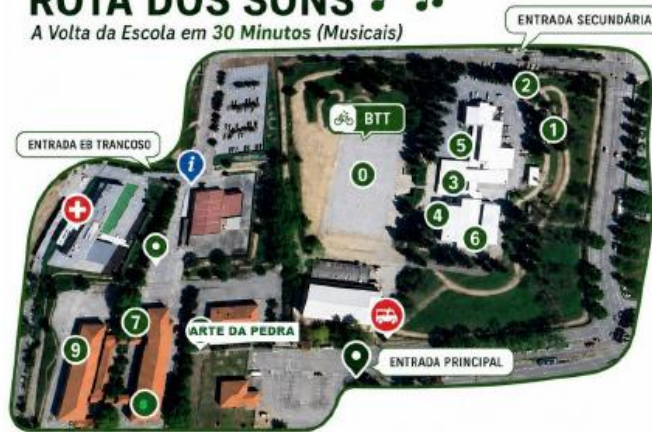 ROTA DOS SONS
A Volta da Escola em 30 Minutos (Musicais)
ENTRADA SECUNDÁRIA
2
BTT
1
ENTRADA EB TRANCOSO
5
i
0
3
4
6
7
ARTE DA PEDRA
9
ENTRADA PRINCIPAL
8